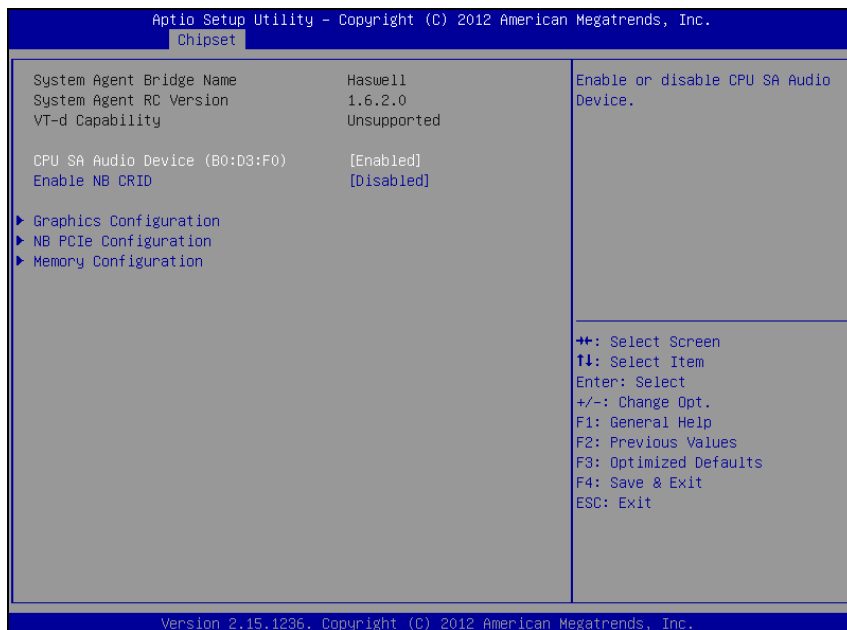 Aptio Setup Utility – Copyright (C) 2012 American Megatrends, Inc.
Chipset
System Agent Bridge Name Haswell
System Agent RC Version 1.6.2.0
VT-d Capability Unsupported
CPU SA Audio Device (B0:D3:F0) [Enabled]
Enable NB CRID [Disabled]
Graphics Configuration
NB PCIe Configuration
Memory Configuration
Enable or disable CPU SA Audio
Device.
→←: Select Screen
↑↓: Select Item
Enter: Select
+/-: Change Opt.
F1: General Help
F2: Previous Values
F3: Optimized Defaults
F4: Save & Exit
ESC: Exit
Version 2.15.1236. Copyright (C) 2012 American Megatrends, Inc.